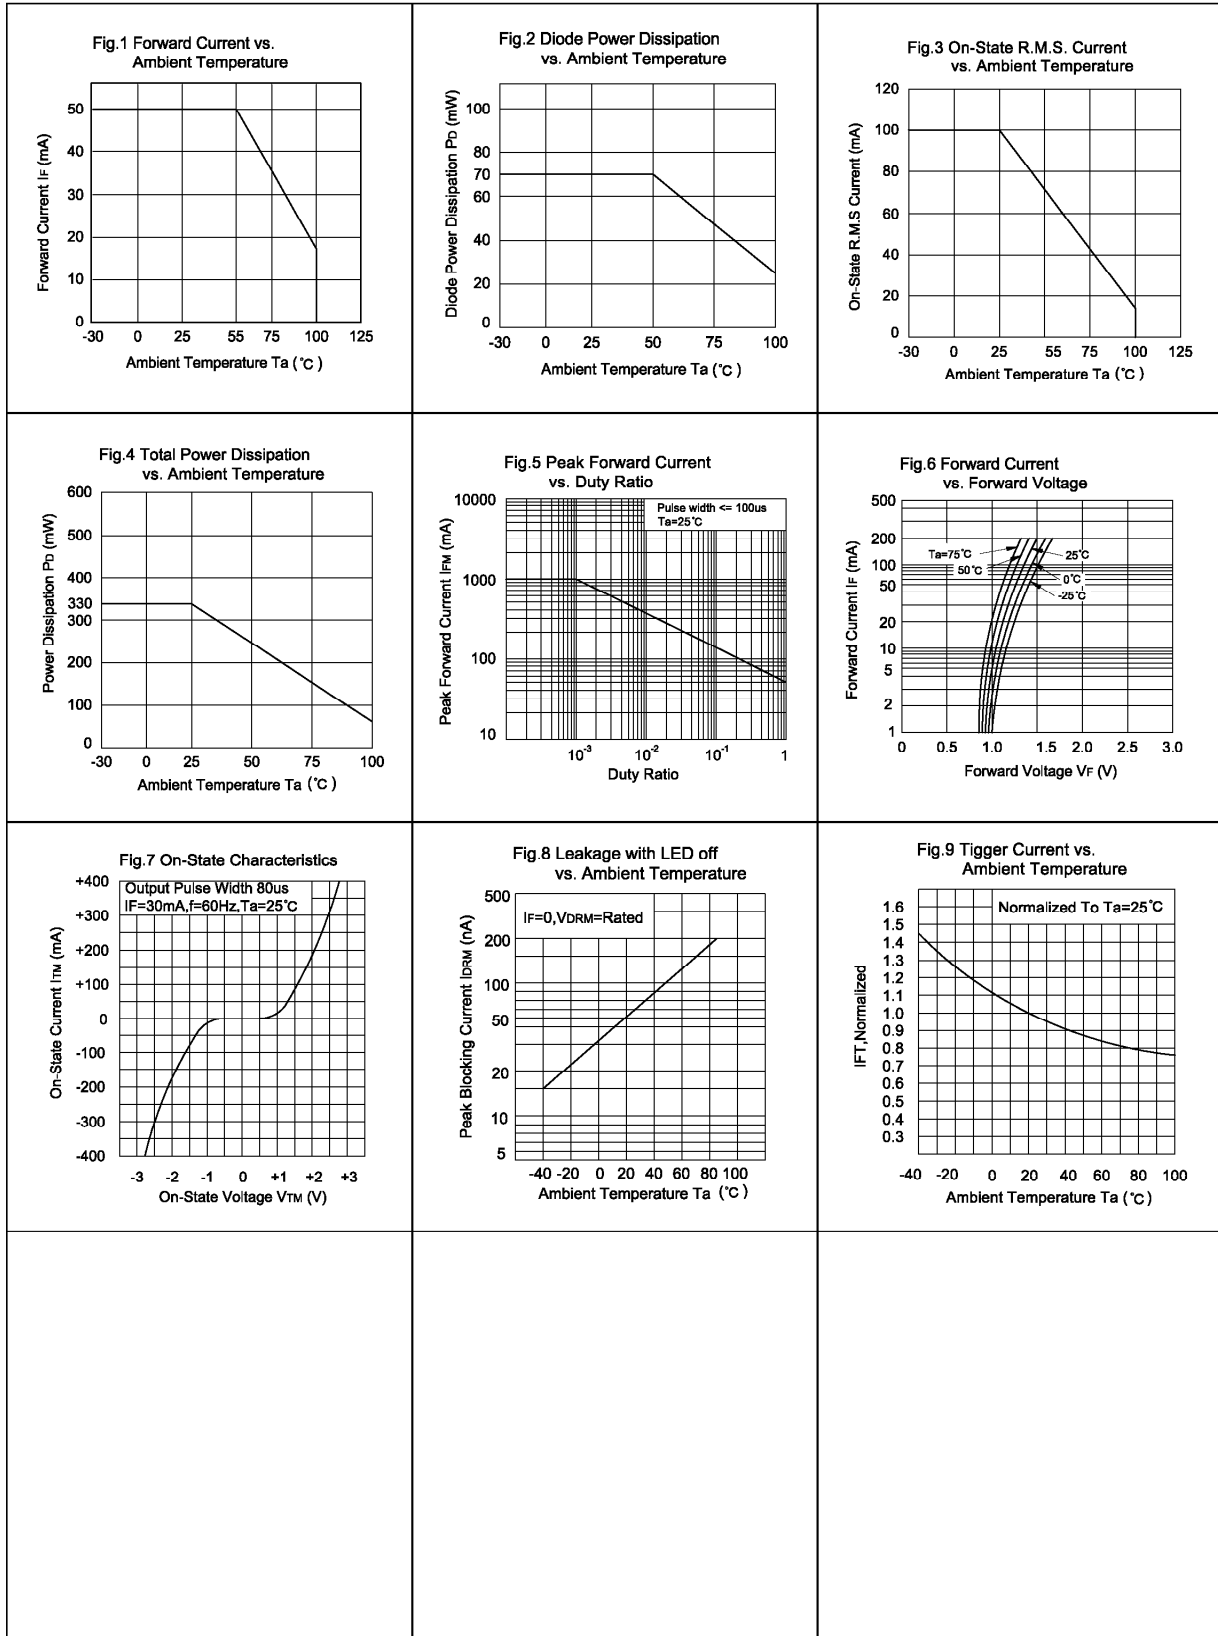 Fig.1 Forward Current vs.
Ambient Temperature
Forward Current IF (mA)
50
40
30
20
10
0
-30 0 25 55 75 100 125
Ambient Temperature Ta (°C )
Fig.2 Diode Power Dissipation
vs. Ambient Temperature
Diode Power Dissipation PD (mW)
100
80
70
60
40
20
0
-30 0 25 50 75 100
Ambient Temperature Ta (°C )
Fig.3 On-State R.M.S. Current
vs. Ambient Temperature
On-State R.M.S Current (mA)
120
100
80
60
40
20
0
-30 0 25 55 75 100 125
Ambient Temperature Ta (°C )
Fig.4 Total Power Dissipation
vs. Ambient Temperature
Power Dissipation PD (mW)
600
500
400
330
300
200
100
0
-30 0 25 50 75 100
Ambient Temperature Ta (°C )
Fig.5 Peak Forward Current
vs. Duty Ratio
Peak Forward Current IFM (mA)
10000
Pulse width <= 100us
Ta=25°C
1000
100
10
10-3 10-2 10-1 1
Duty Ratio
Fig.6 Forward Current
vs. Forward Voltage
Forward Current IF (mA)
500
200
Ta=75°C 25°C
100
50°C 0°C
50
-25°C
20
10
5
2
1
0 0.5 1.0 1.5 2.0 2.5 3.0
Forward Voltage VF (V)
Fig.7 On-State Characteristics
On-State Current ITM (mA)
+400
Output Pulse Width 80us
IF=30mA,f=60Hz,Ta=25°C
+300
+200
+100
0
-100
-200
-300
-400
-3 -2 -1 0 +1 +2 +3
On-State Voltage VTM (V)
Fig.8 Leakage with LED off
vs. Ambient Temperature
Peak Blocking Current IDRM (nA)
500
IF=0,VDRM=Rated
200
100
50
20
10
5
-40 -20 0 20 40 60 80 100
Ambient Temperature Ta (°C )
Fig.9 Tigger Current vs.
Ambient Temperature
IFT,Normalized
Normalized To Ta=25°C
1.6
1.5
1.4
1.3
1.2
1.1
1.0
0.9
0.8
0.7
0.6
0.5
0.4
0.3
-40 -20 0 20 40 60 80 100
Ambient Temperature Ta (°C )